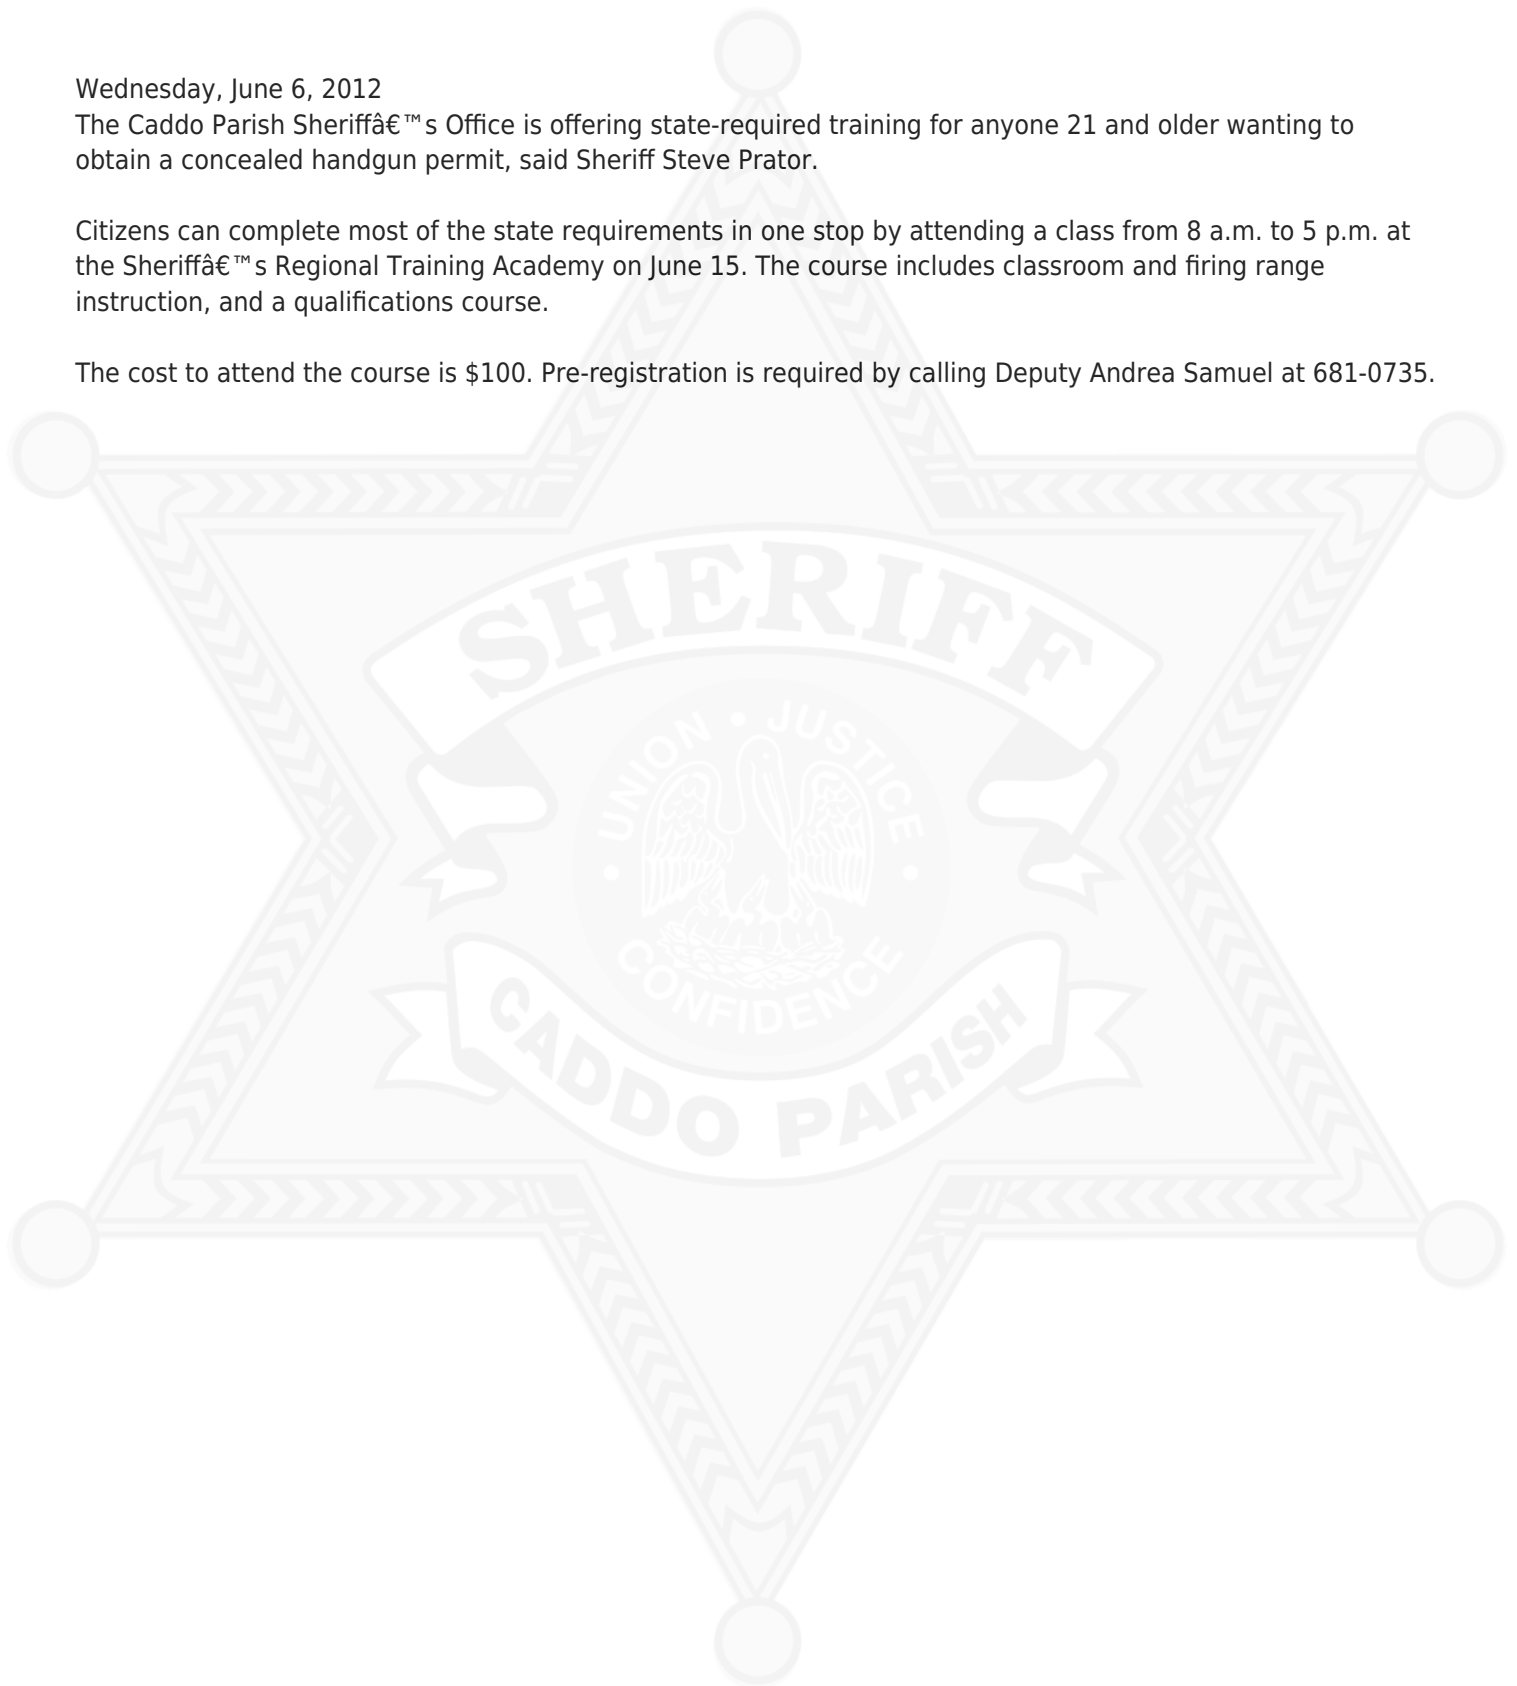 Wednesday, June 6, 2012
The Caddo Parish Sheriffâ€™s Office is offering state-required training for anyone 21 and older wanting to
obtain a concealed handgun permit, said Sheriff Steve Prator.
Citizens can complete most of the state requirements in one stop by attending a class from 8 a.m. to 5 p.m. at
the Sheriffâ€™s Regional Training Academy on June 15. The course includes classroom and firing range
instruction, and a qualifications course.
The cost to attend the course is $100. Pre-registration is required by calling Deputy Andrea Samuel at 681-0735.
SHERIFF
UNION • JUSTICE
• CONFIDENCE •
CADDO PARISH